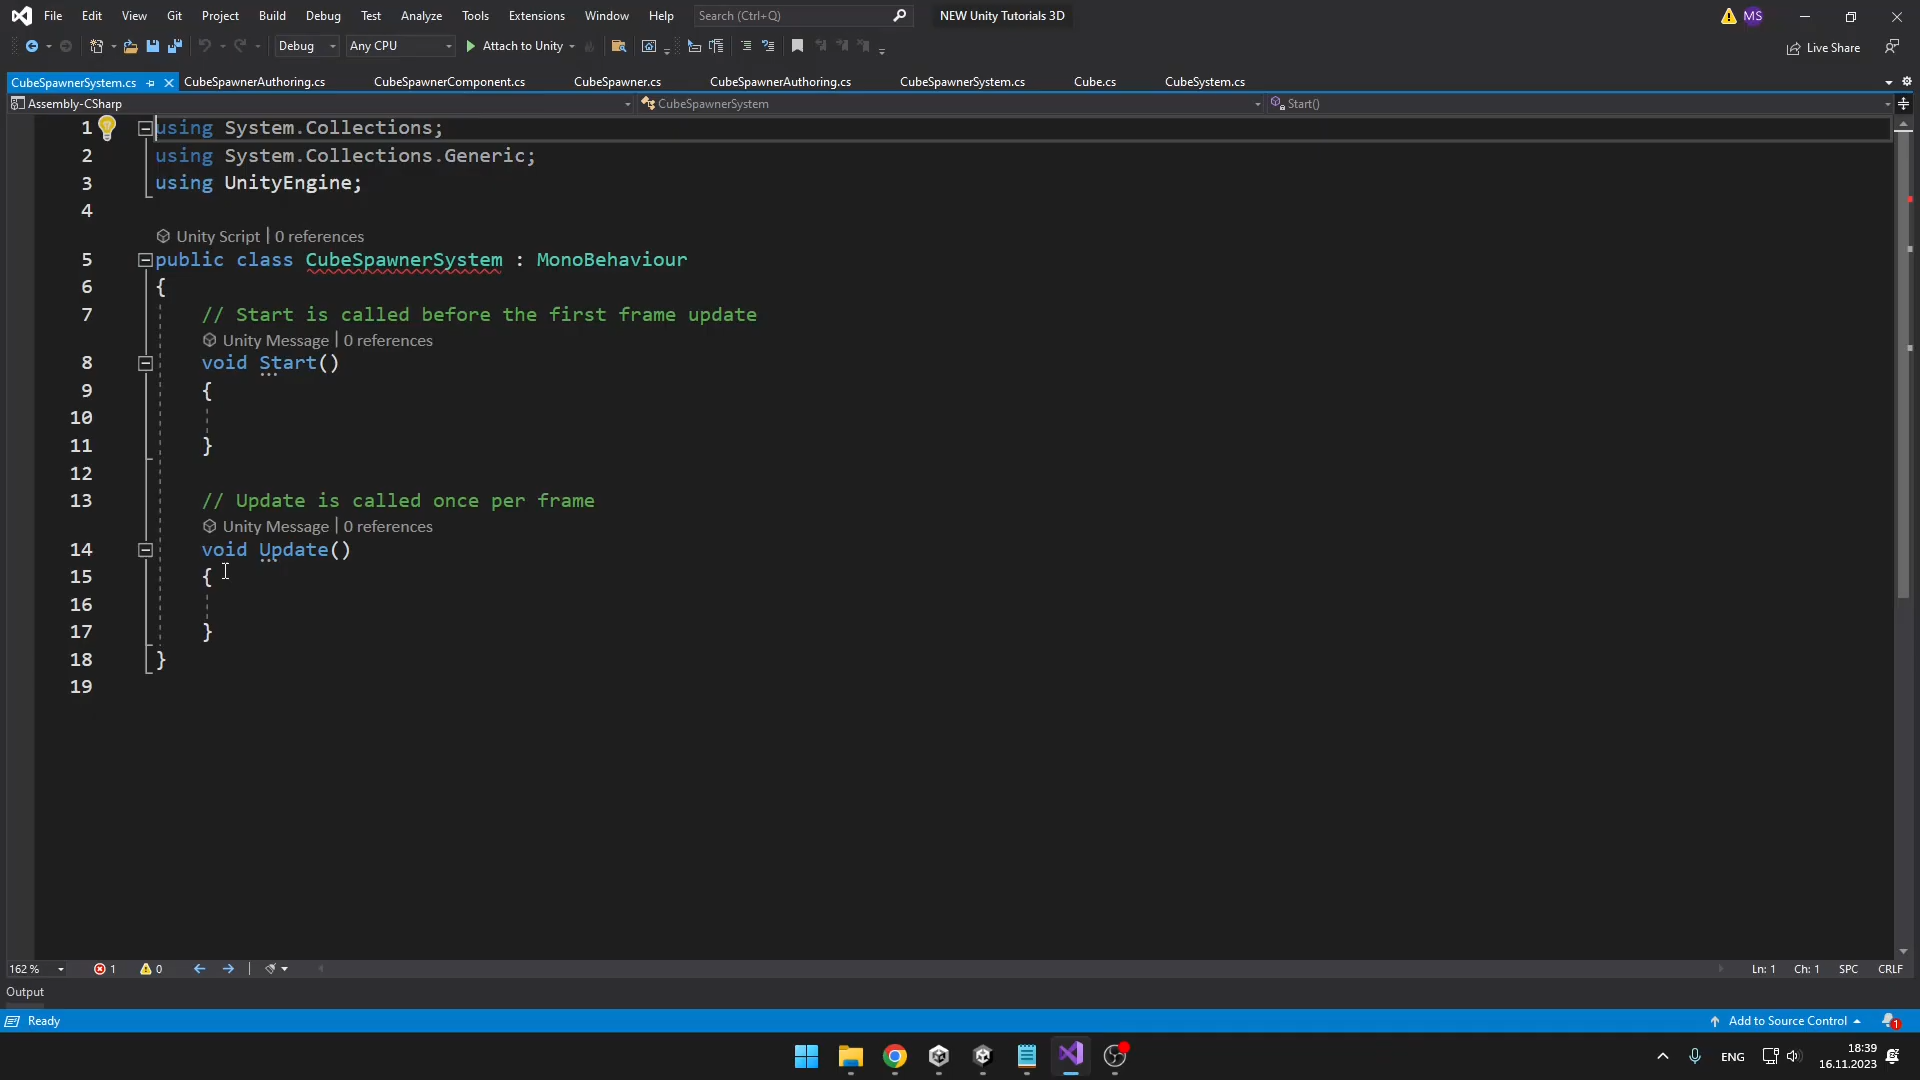 File Edit View Git Project Build Debug Test Analyze Tools Extensions Window Help Search (Ctrl+Q) NEW Unity Tutorials 3D MS
Debug Any CPU Attach to Unity Live Share
CubeSpawnerSystem.cs CubeSpawnerAuthoring.cs CubeSpawnerComponent.cs CubeSpawner.cs CubeSpawnerAuthoring.cs CubeSpawnerSystem.cs Cube.cs CubeSystem.cs
Assembly-CSharp CubeSpawnerSystem Start()
1 using System.Collections;
2 using System.Collections.Generic;
3 using UnityEngine;
4
Unity Script | 0 references
5 public class CubeSpawnerSystem : MonoBehaviour
6 {
7 // Start is called before the first frame update
Unity Message | 0 references
8 void Start()
9 {
10
11 }
12
13 // Update is called once per frame
Unity Message | 0 references
14 void Update()
15 {
16
17 }
18 }
19
162 % 1 0 Ln: 1 Ch: 1 SPC CRLF
Output
Ready Add to Source Control 1
ENG 18:39
16.11.2023